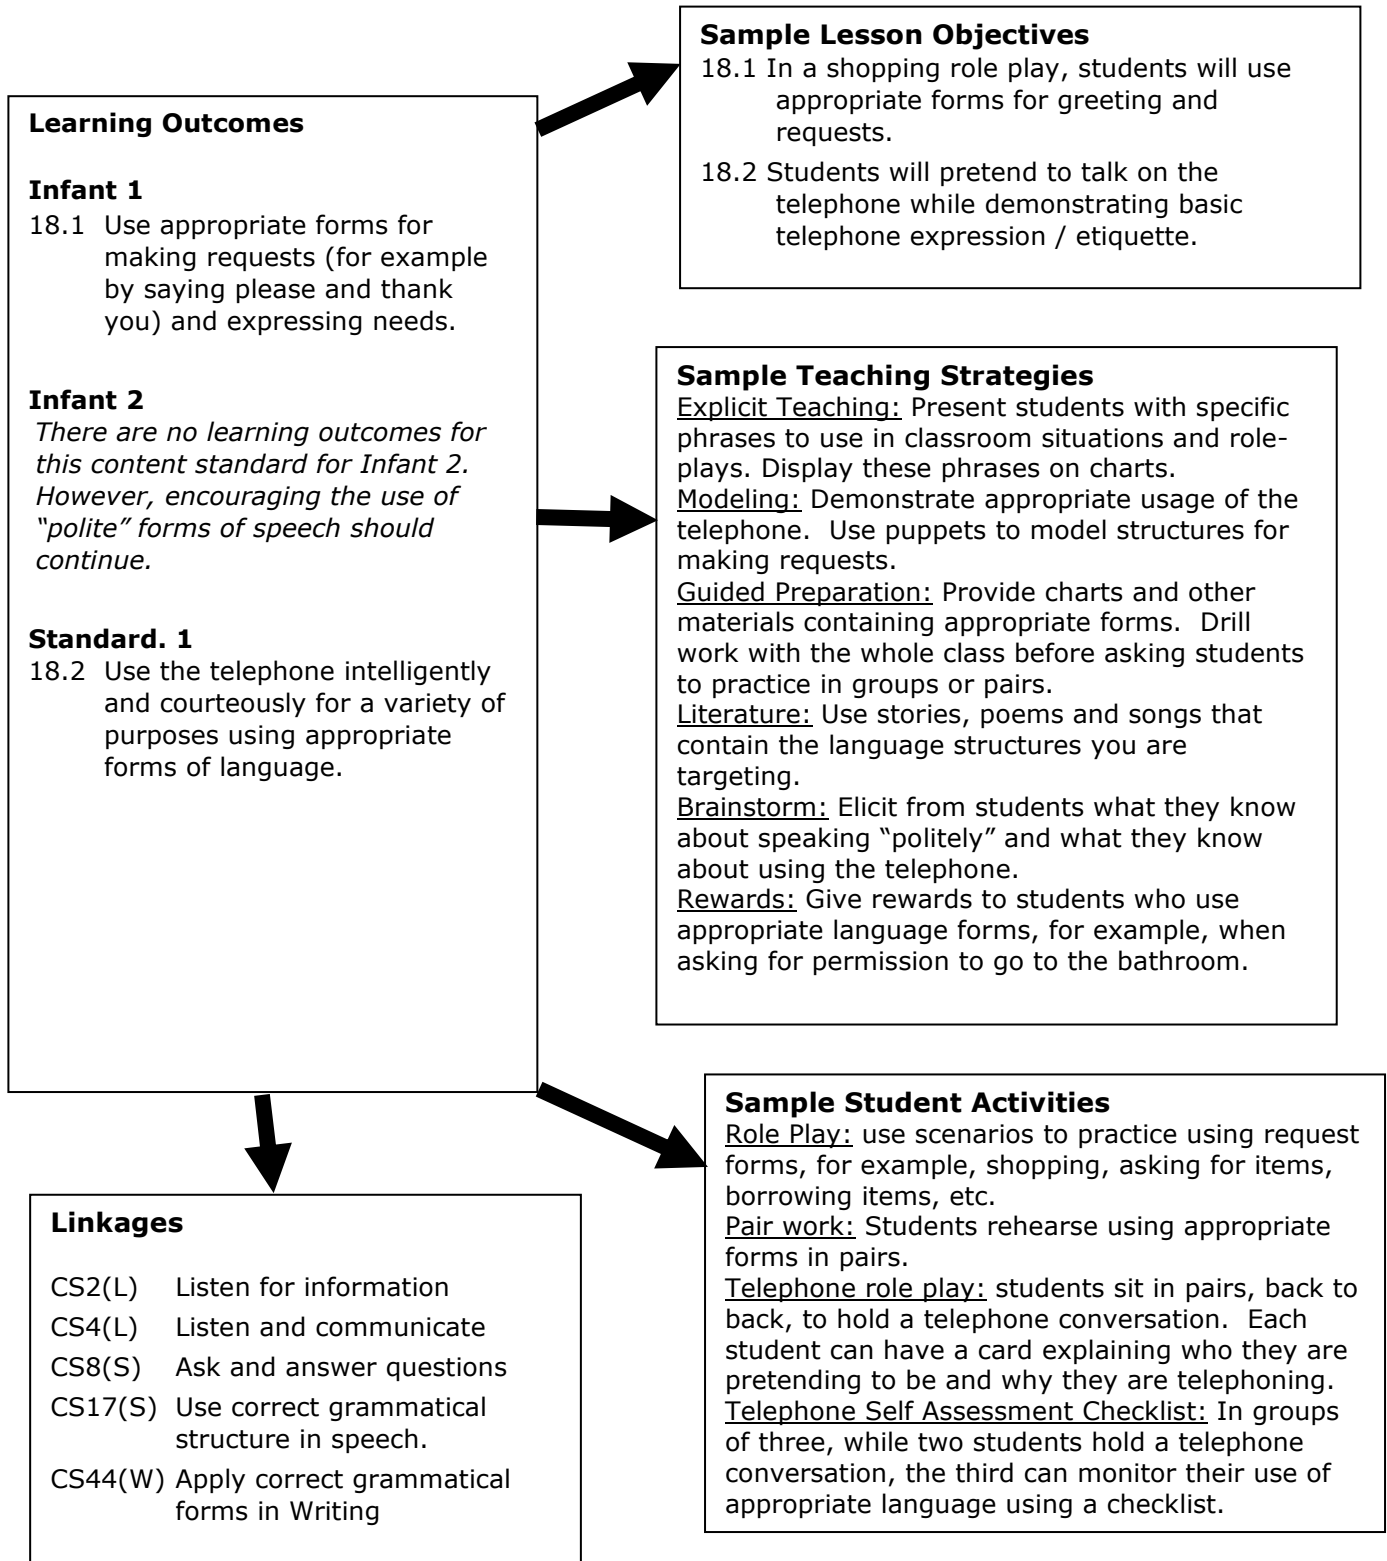 Learning Outcomes
Infant 1
18.1 Use appropriate forms for
making requests (for example
by saying please and thank
you) and expressing needs.
Infant 2
There are no learning outcomes for
this content standard for Infant 2.
However, encouraging the use of
“polite” forms of speech should
continue.
Standard. 1
18.2 Use the telephone intelligently
and courteously for a variety of
purposes using appropriate
forms of language.
Sample Lesson Objectives
18.1 In a shopping role play, students will use
appropriate forms for greeting and
requests.
18.2 Students will pretend to talk on the
telephone while demonstrating basic
telephone expression / etiquette.
Sample Teaching Strategies
Explicit Teaching: Present students with specific
phrases to use in classroom situations and role-
plays. Display these phrases on charts.
Modeling: Demonstrate appropriate usage of the
telephone. Use puppets to model structures for
making requests.
Guided Preparation: Provide charts and other
materials containing appropriate forms. Drill
work with the whole class before asking students
to practice in groups or pairs.
Literature: Use stories, poems and songs that
contain the language structures you are
targeting.
Brainstorm: Elicit from students what they know
about speaking “politely” and what they know
about using the telephone.
Rewards: Give rewards to students who use
appropriate language forms, for example, when
asking for permission to go to the bathroom.
Sample Student Activities
Role Play: use scenarios to practice using request
forms, for example, shopping, asking for items,
borrowing items, etc.
Pair work: Students rehearse using appropriate
forms in pairs.
Telephone role play: students sit in pairs, back to
back, to hold a telephone conversation. Each
student can have a card explaining who they are
pretending to be and why they are telephoning.
Telephone Self Assessment Checklist: In groups
of three, while two students hold a telephone
conversation, the third can monitor their use of
appropriate language using a checklist.
Linkages
CS2(L) Listen for information
CS4(L) Listen and communicate
CS8(S) Ask and answer questions
CS17(S) Use correct grammatical
structure in speech.
CS44(W) Apply correct grammatical
forms in Writing